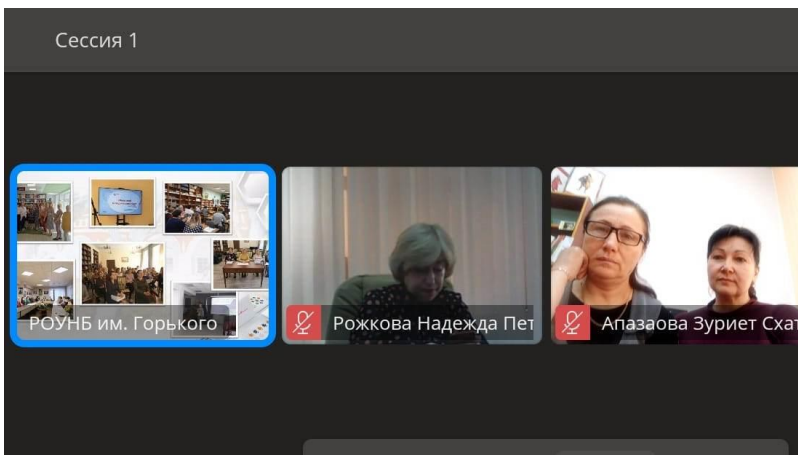 Сессия 1
РОУНБ им. Горького
Рожкова Надежда Пет
Апазаова Зуриет Схат